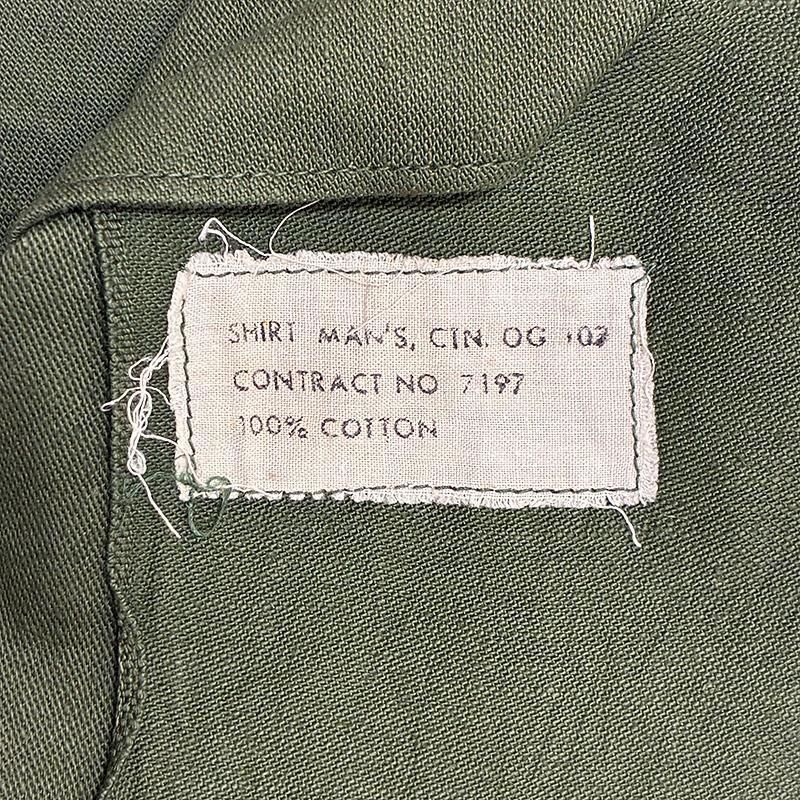 SHIRT MAN'S, CTN. OG 107
CONTRACT NO 7197
100% COTTON